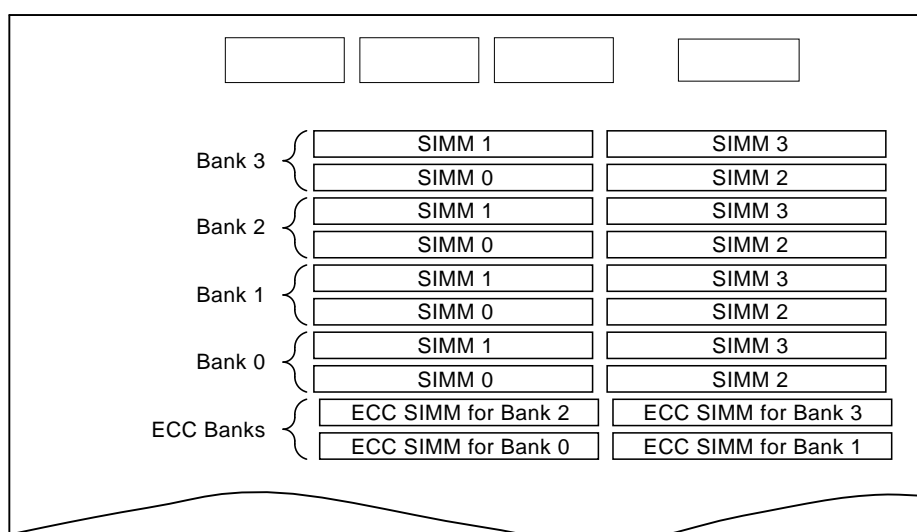 SIMM 1 SIMM 3
Bank 3
SIMM 0 SIMM 2
SIMM 1 SIMM 3
Bank 2
SIMM 0 SIMM 2
SIMM 1 SIMM 3
Bank 1
SIMM 0 SIMM 2
SIMM 1 SIMM 3
Bank 0
SIMM 0 SIMM 2
ECC SIMM for Bank 2 ECC SIMM for Bank 3
ECC Banks
ECC SIMM for Bank 0 ECC SIMM for Bank 1